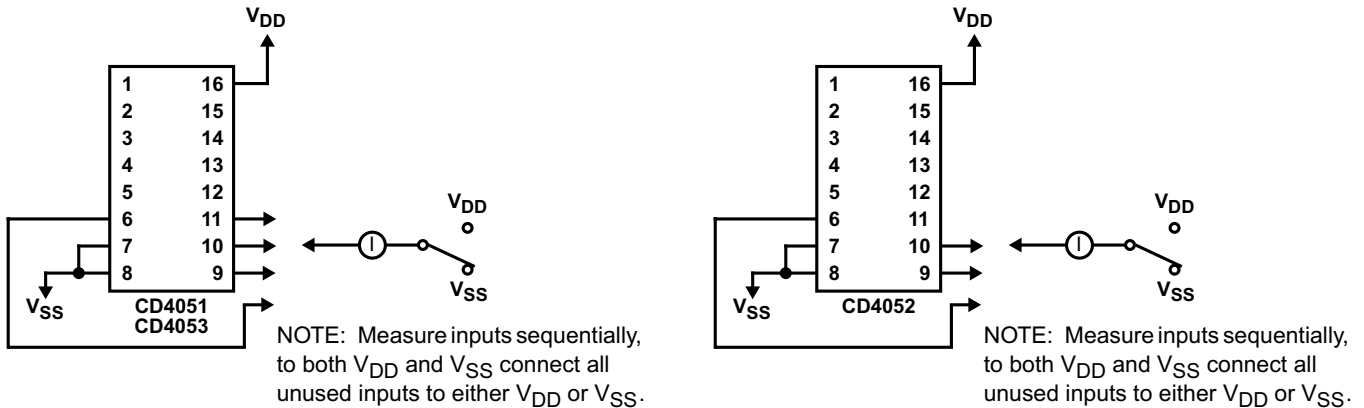 VDD
1 16
2 15
3 14
4 13
5 12
6 11
7 10
8 9
VDD
I
VSS
VSS
CD4051
CD4053
NOTE: Measure inputs sequentially,
to both VDD and VSS connect all
unused inputs to either VDD or VSS.
VDD
1 16
2 15
3 14
4 13
5 12
6 11
7 10
8 9
VDD
I
VSS
VSS
CD4052
NOTE: Measure inputs sequentially,
to both VDD and VSS connect all
unused inputs to either VDD or VSS.